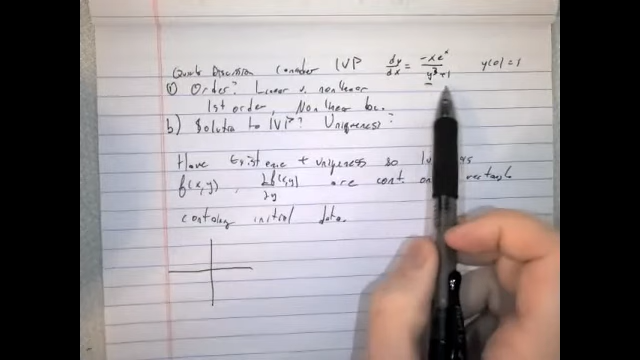 Quick Discussion Consider IVP dy/dx = -xe^x / y^3+1 y(0)=1
a) Order? Linear v. nonlinear
1st order, Nonlinear bc.
b) Solution to IVP? Uniqueness?
Have Existence + uniqueness so long as
f(x,y), ∂f(x,y)/∂y are cont. on rectangle
containing initial data.